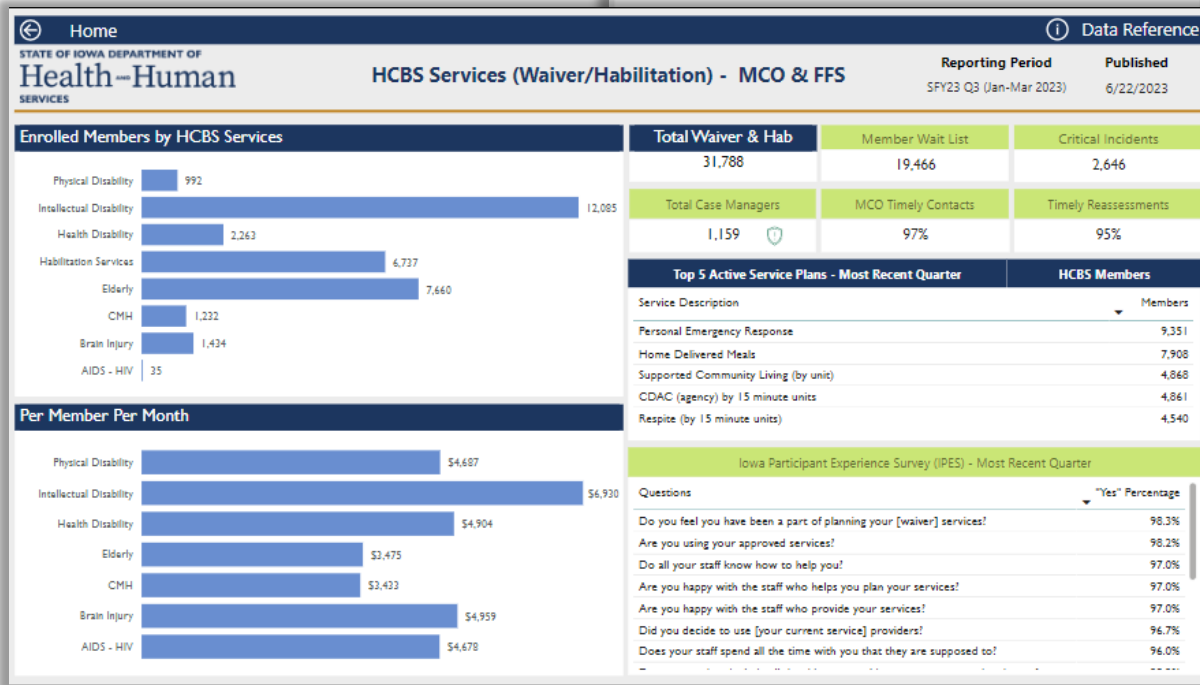 Home
Data Reference
STATE OF IOWA DEPARTMENT OF
Health AND Human
SERVICES
HCBS Services (Waiver/Habilitation) - MCO & FFS
Reporting Period
SFY23 Q3 (Jan-Mar 2023)
Published
6/22/2023
Enrolled Members by HCBS Services
Physical Disability 992
Intellectual Disability 12,085
Health Disability 2,263
Habilitation Services 6,737
Elderly 7,660
CMH 1,232
Brain Injury 1,434
AIDS - HIV 35
Per Member Per Month
Physical Disability $4,687
Intellectual Disability $6,930
Health Disability $4,904
Elderly $3,475
CMH $3,433
Brain Injury $4,959
AIDS - HIV $4,678
Total Waiver & Hab
31,788
Member Wait List
19,466
Critical Incidents
2,646
Total Case Managers
1,159
MCO Timely Contacts
97%
Timely Reassessments
95%
Top 5 Active Service Plans - Most Recent Quarter HCBS Members
Service Description Members
Personal Emergency Response 9,351
Home Delivered Meals 7,908
Supported Community Living (by unit) 4,868
CDAC (agency) by 15 minute units 4,861
Respite (by 15 minute units) 4,540
Iowa Participant Experience Survey (IPES) - Most Recent Quarter
Questions "Yes" Percentage
Do you feel you have been a part of planning your [waiver] services? 98.3%
Are you using your approved services? 98.2%
Do all your staff know how to help you? 97.0%
Are you happy with the staff who helps you plan your services? 97.0%
Are you happy with the staff who provide your services? 97.0%
Did you decide to use [your current service] providers? 96.7%
Does your staff spend all the time with you that they are supposed to? 96.0%